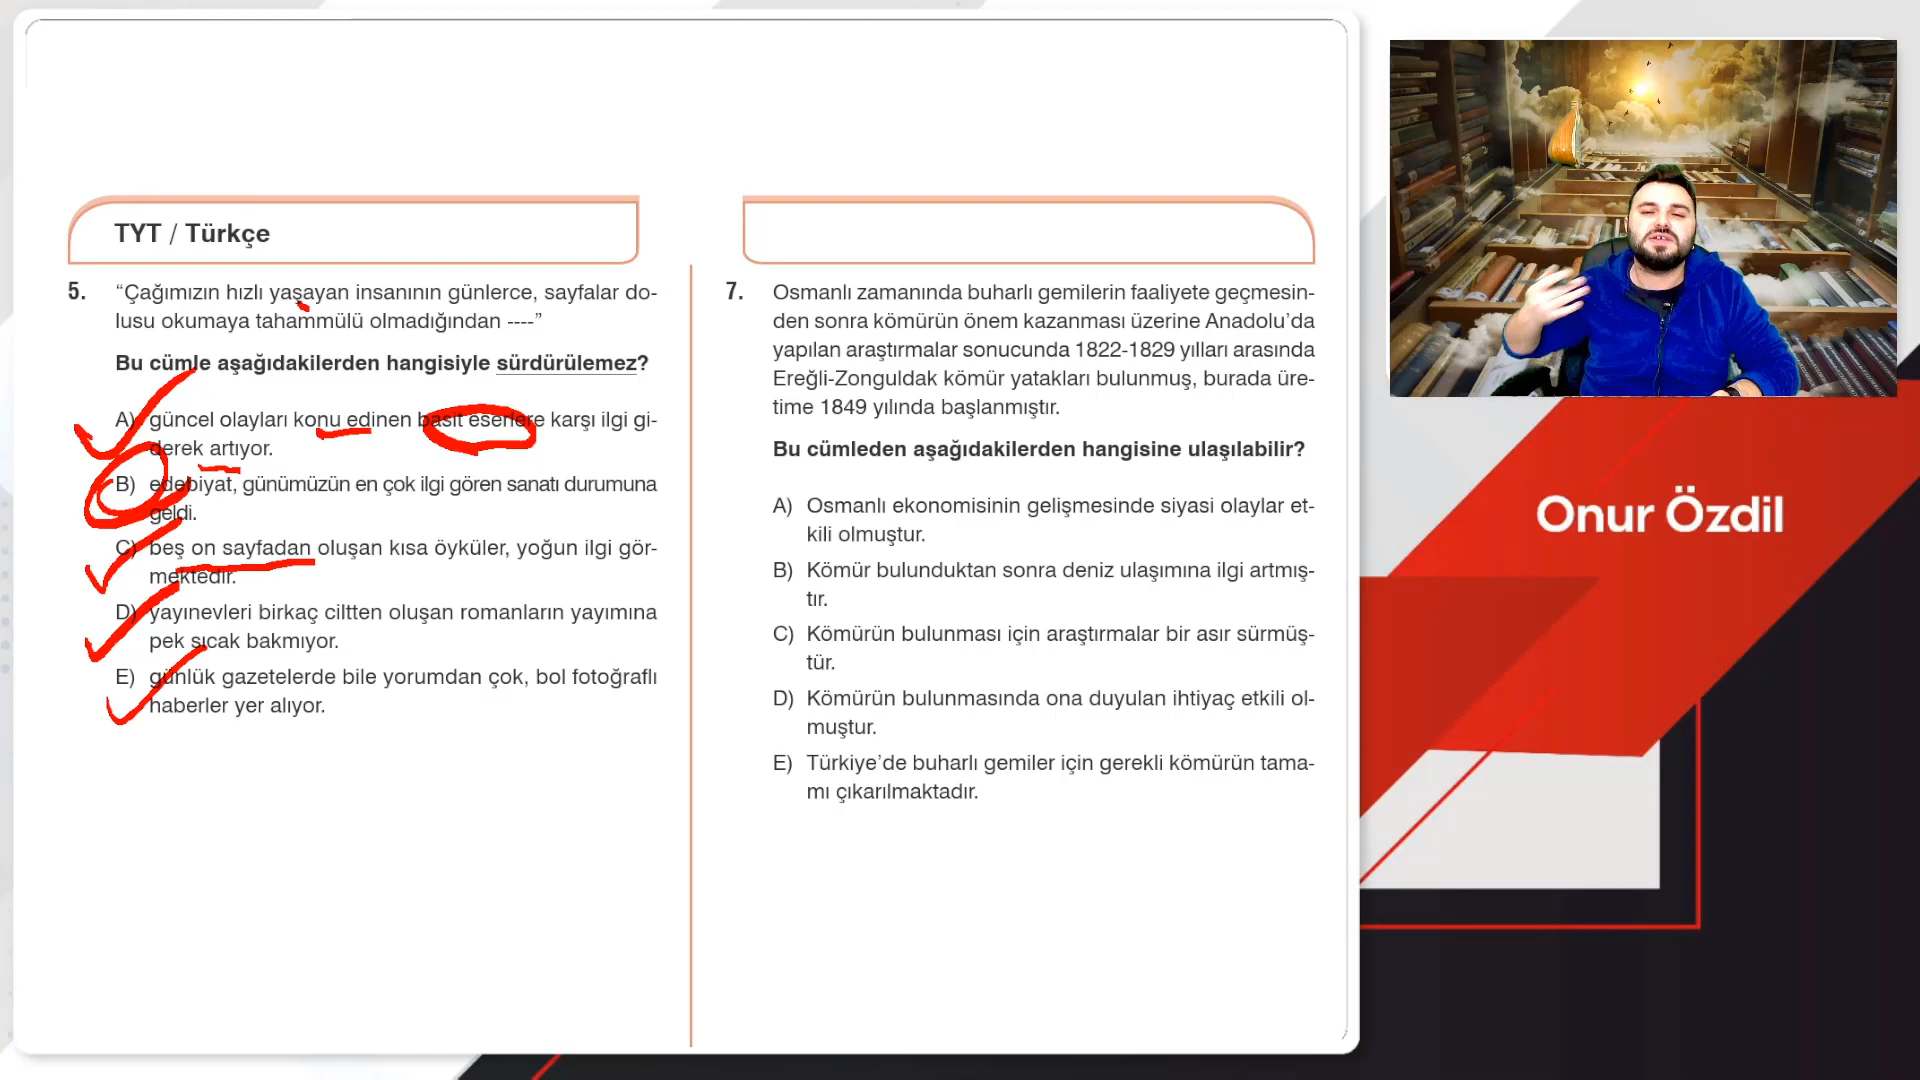 TYT / Türkçe
5. “Çağımızın hızlı yaşayan insanının günlerce, sayfalar do-
lusu okumaya tahammülü olmadığından ----”
Bu cümle aşağıdakilerden hangisiyle sürdürülemez?
A) güncel olayları konu edinen basit eserlere karşı ilgi gi-
derek artıyor.
B) edebiyat, günümüzün en çok ilgi gören sanatı durumuna
geldi.
C) beş on sayfadan oluşan kısa öyküler, yoğun ilgi gör-
mektedir.
D) yayınevleri birkaç ciltten oluşan romanların yayımına
pek sıcak bakmıyor.
E) günlük gazetelerde bile yorumdan çok, bol fotoğraflı
haberler yer alıyor.
7. Osmanlı zamanında buharlı gemilerin faaliyete geçmesin-
den sonra kömürün önem kazanması üzerine Anadolu’da
yapılan araştırmalar sonucunda 1822-1829 yılları arasında
Ereğli-Zonguldak kömür yatakları bulunmuş, burada üre-
time 1849 yılında başlanmıştır.
Bu cümleden aşağıdakilerden hangisine ulaşılabilir?
A) Osmanlı ekonomisinin gelişmesinde siyasi olaylar et-
kili olmuştur.
B) Kömür bulunduktan sonra deniz ulaşımına ilgi artmış-
tır.
C) Kömürün bulunması için araştırmalar bir asır sürmüş-
tür.
D) Kömürün bulunmasında ona duyulan ihtiyaç etkili ol-
muştur.
E) Türkiye’de buharlı gemiler için gerekli kömürün tama-
mı çıkarılmaktadır.
Onur Özdil